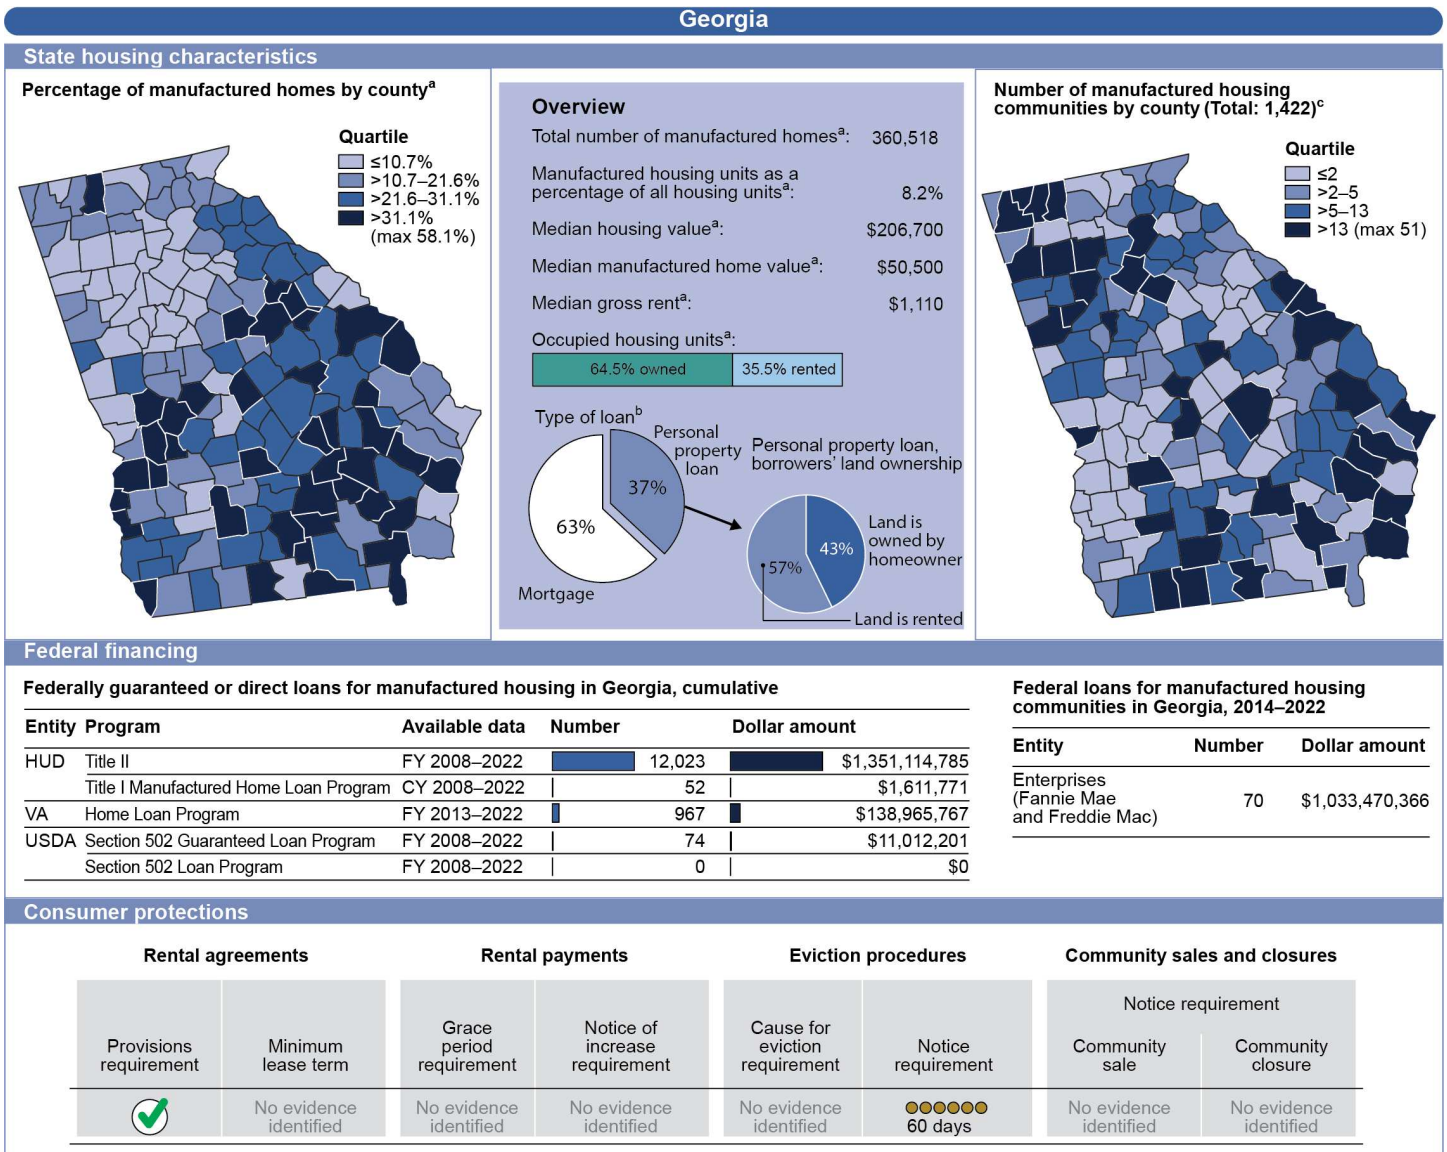 Georgia
State housing characteristics
Percentage of manufactured homes by countyᵃ
Quartile
≤10.7%
>10.7–21.6%
>21.6–31.1%
>31.1%
(max 58.1%)
Overview
Total number of manufactured homesᵃ: 360,518
Manufactured housing units as a
percentage of all housing unitsᵃ: 8.2%
Median housing valueᵃ: $206,700
Median manufactured home valueᵃ: $50,500
Median gross rentᵃ: $1,110
Occupied housing unitsᵃ:
64.5% owned 35.5% rented
Type of loanᵇ
Personal
property
loan
37%
63%
Mortgage
Personal property loan,
borrowers’ land ownership
Land is
owned by
homeowner
43%
57%
Land is rented
Number of manufactured housing
communities by county (Total: 1,422)ᶜ
Quartile
≤2
>2–5
>5–13
>13 (max 51)
Federal financing
Federally guaranteed or direct loans for manufactured housing in Georgia, cumulative
Entity Program Available data Number Dollar amount
HUD Title II FY 2008–2022 12,023 $1,351,114,785
Title I Manufactured Home Loan Program CY 2008–2022 52 $1,611,771
VA Home Loan Program FY 2013–2022 967 $138,965,767
USDA Section 502 Guaranteed Loan Program FY 2008–2022 74 $11,012,201
Section 502 Loan Program FY 2008–2022 0 $0
Federal loans for manufactured housing
communities in Georgia, 2014–2022
Entity Number Dollar amount
Enterprises
(Fannie Mae
and Freddie Mac) 70 $1,033,470,366
Consumer protections
Rental agreements Rental payments Eviction procedures Community sales and closures
Notice requirement
Provisions
requirement
Minimum
lease term
Grace
period
requirement
Notice of
increase
requirement
Cause for
eviction
requirement
Notice
requirement
Community
sale
Community
closure
No evidence
identified
No evidence
identified
No evidence
identified
No evidence
identified
60 days
No evidence
identified
No evidence
identified